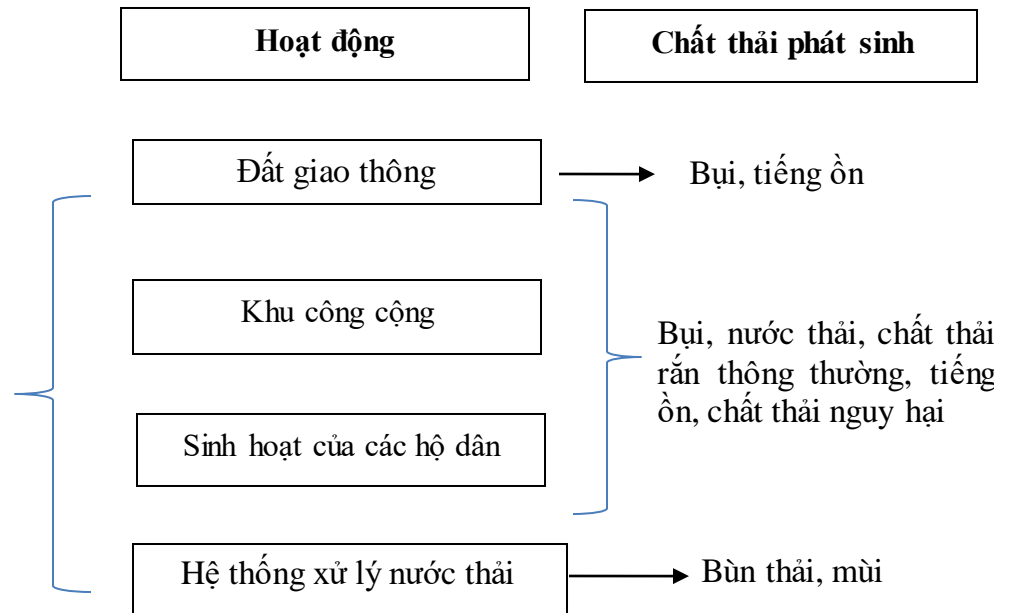 Hoạt động
Chất thải phát sinh
Đất giao thông
Bụi, tiếng ồn
Khu công cộng
Bụi, nước thải, chất thải
rắn thông thường, tiếng
ồn, chất thải nguy hại
Sinh hoạt của các hộ dân
Hệ thống xử lý nước thải
Bùn thải, mùi